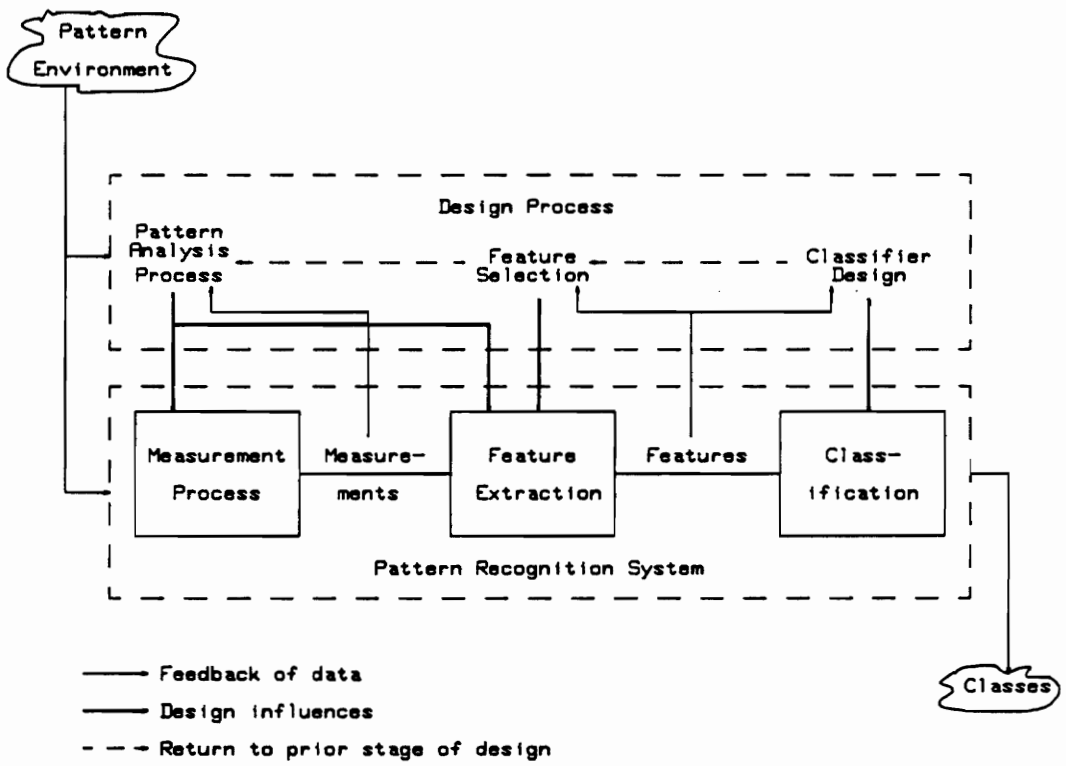 Pattern
Environment
Design Process
Pattern
Analysis
Process
Feature
Selection
Classifier
Design
Measurement
Process
Measure-
ments
Feature
Extraction
Features
Class-
ification
Pattern Recognition System
Feedback of data
Design influences
Return to prior stage of design
Classes